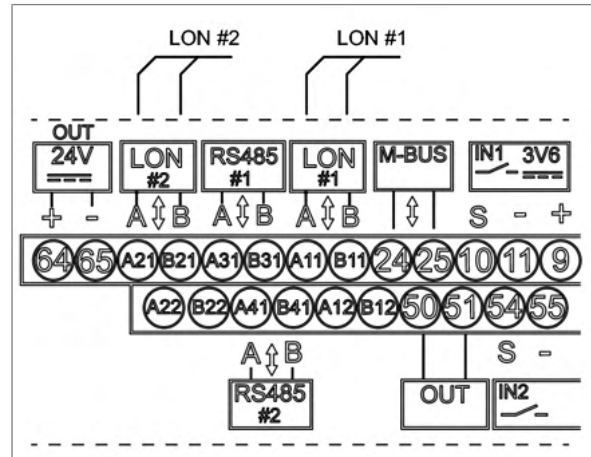 LON #2 LON #1
OUT
24V LON #2 RS485 #1 LON #1 M-BUS IN1 3V6
+ - A B A B A B S - +
64 65 A21 B21 A31 B31 A11 B11 24 25 10 11 9
A22 B22 A41 B41 A12 B12 50 51 54 55
A B S -
RS485 #2 OUT IN2